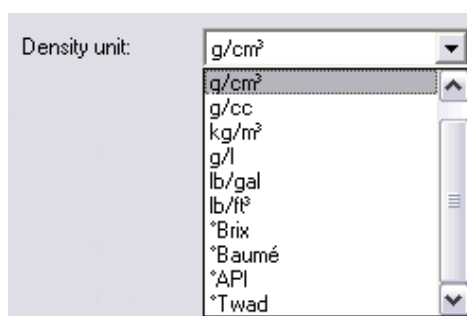 Density unit: g/cm³
g/cm³
g/cc
kg/m³
g/l
lb/gal
lb/ft³
°Brix
°Baumé
°API
°Twad